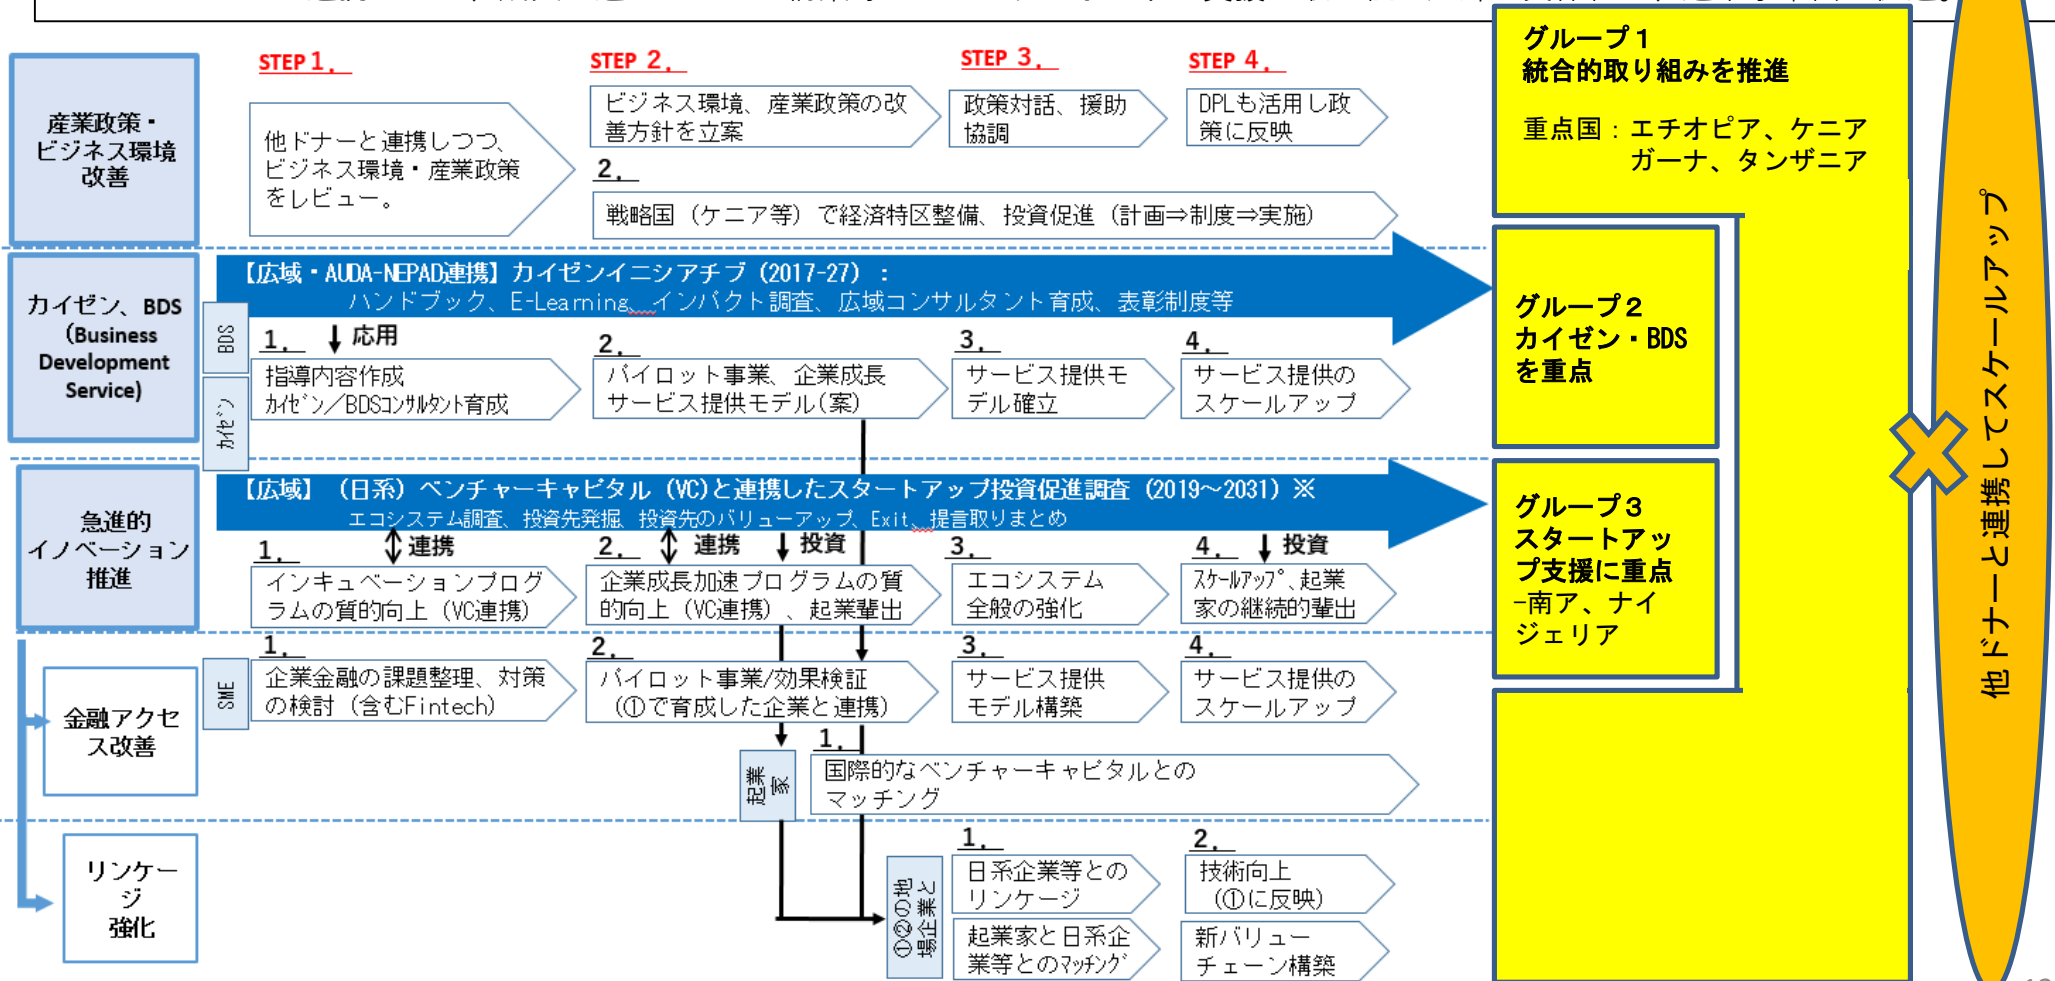 産業政策・
ビジネス環境
改善
STEP 1．
他ドナーと連携しつつ、
ビジネス環境・産業政策
をレビュー。
STEP 2．
ビジネス環境、産業政策の改
善方針を立案
STEP 3．
政策対話、援助
協調
STEP 4．
DPLも活用し政
策に反映
2．
戦略国（ケニア等）で経済特区整備、投資促進（計画⇒制度⇒実施）
カイゼン、BDS
（Business
Development
Service)
【広域・AUDA-NEPAD連携】カイゼンイニシアチブ（2017-27）：
ハンドブック、E-Learning、インパクト調査、広域コンサルタント育成、表彰制度等
BDS
ｶｲｾﾞﾝ
1．
応用
指導内容作成
ｶｲｾﾞﾝ／BDSｺﾝｻﾙﾀﾝﾄ育成
2．
パイロット事業、企業成長
サービス提供モデル（案）
3．
サービス提供モ
デル確立
4．
サービス提供の
スケールアップ
急進的
イノベーション
推進
【広域】（日系）ベンチャーキャピタル（VC)と連携したスタートアップ投資促進調査（2019～2031）※
エコシステム調査、投資先発掘、投資先のバリューアップ、Exit、提言取りまとめ
1．
連携
インキュベーションプログ
ラムの質的向上（VC連携）
2．
連携
投資
企業成長加速プログラムの質
的向上（VC連携）、起業輩出
3．
エコシステム
全般の強化
4．
投資
ｽｹｰﾙｱｯﾌﾟ、起業
家の継続的輩出
金融アクセ
ス改善
SME
1．
企業金融の課題整理、対策
の検討（含むFintech）
2．
パイロット事業/効果検証
（①で育成した企業と連携）
3．
サービス提供
モデル構築
4．
サービス提供の
スケールアップ
起業
家
1．
国際的なベンチャーキャピタルとの
マッチング
リンケー
ジ
強化
①②の地
場企業と
1．
日系企業等との
リンケージ
起業家と日系企
業等とのﾏｯﾁﾝｸﾞ
2．
技術向上
（①に反映）
新バリュー
チェーン構築
グループ１
統合的取り組みを推進
重点国：エチオピア、ケニア
ガーナ、タンザニア
グループ２
カイゼン・BDS
を重点
グループ３
スタートアッ
プ支援に重点
-南ア、ナイ
ジェリア
他ドナーと連携してスケールアップ